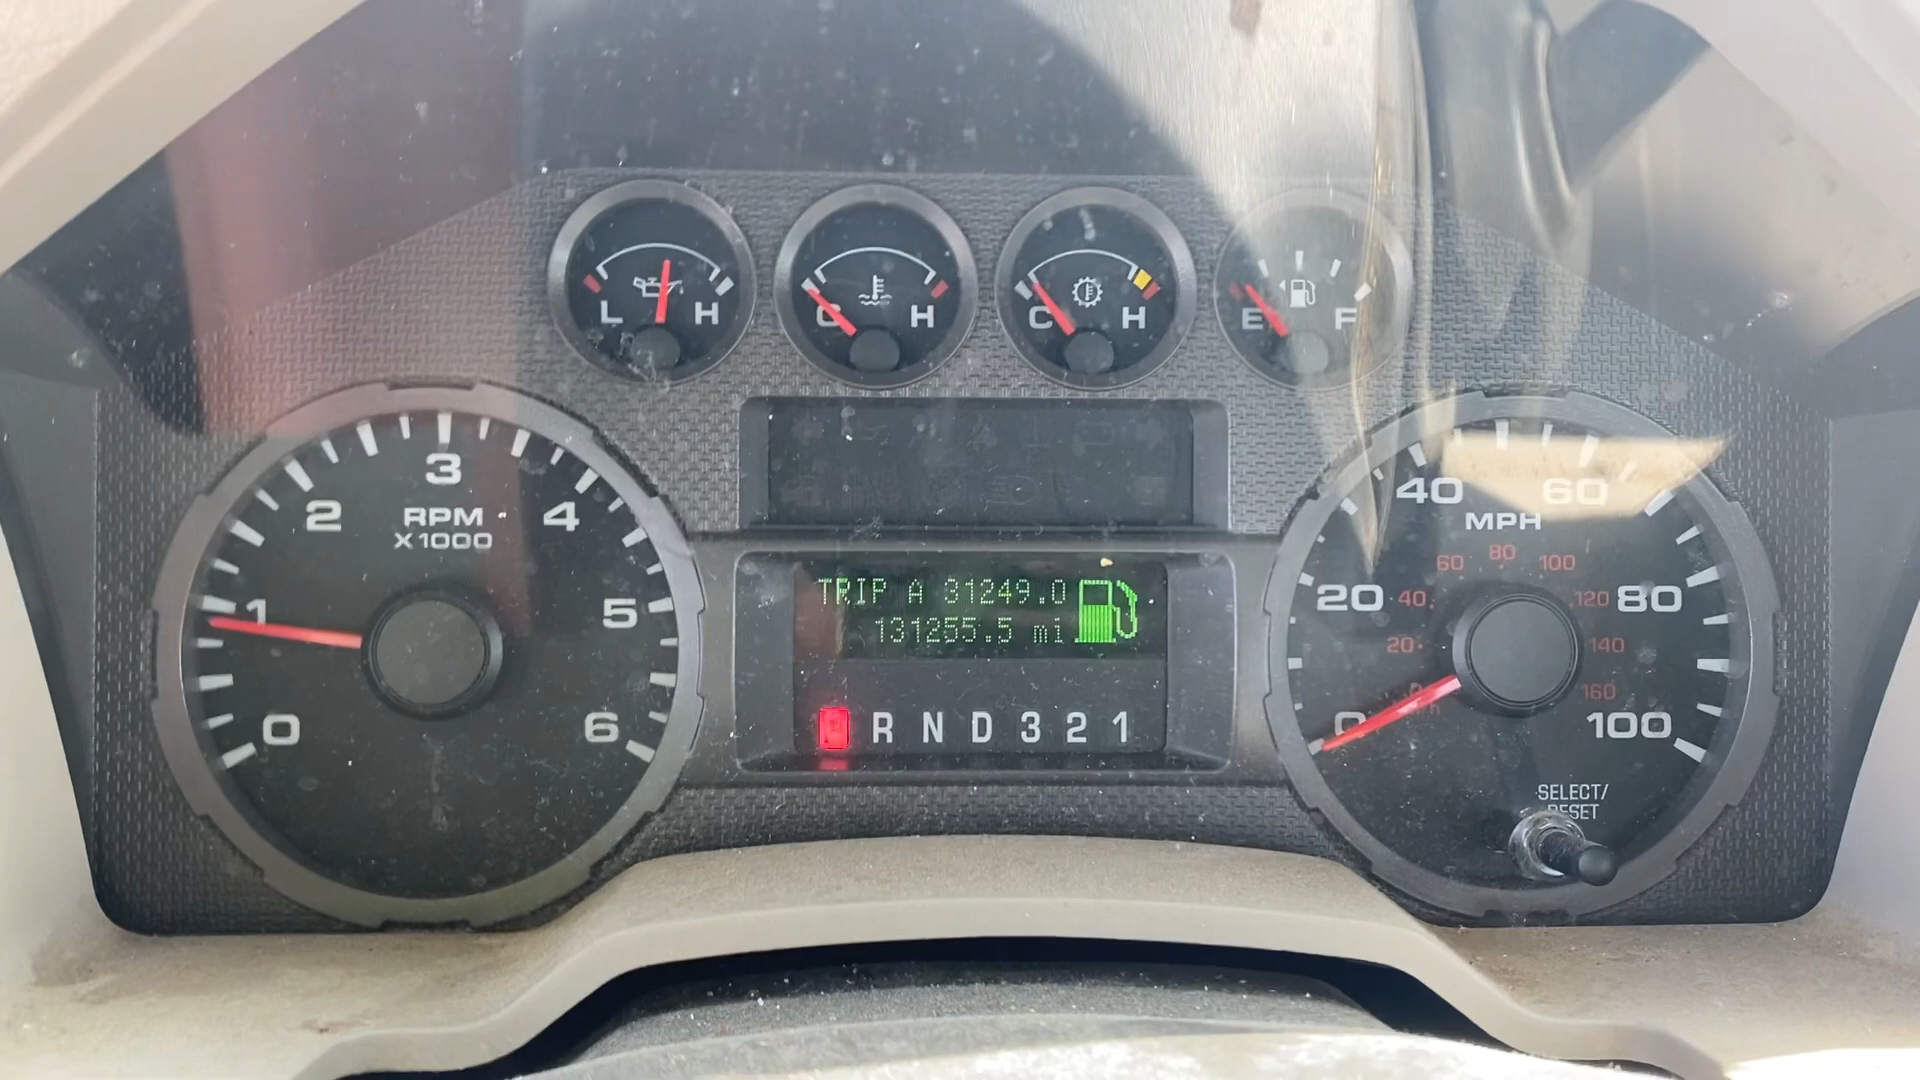 L H
C H
C H
E F
0 1 2 3 4 5 6
RPM
X1000
TRIP A 31249.0
131255.5 mi
P R N D 3 2 1
0 20 40 60 80 100
MPH
20 40 60 80 100 120 140 160
SELECT/
RESET